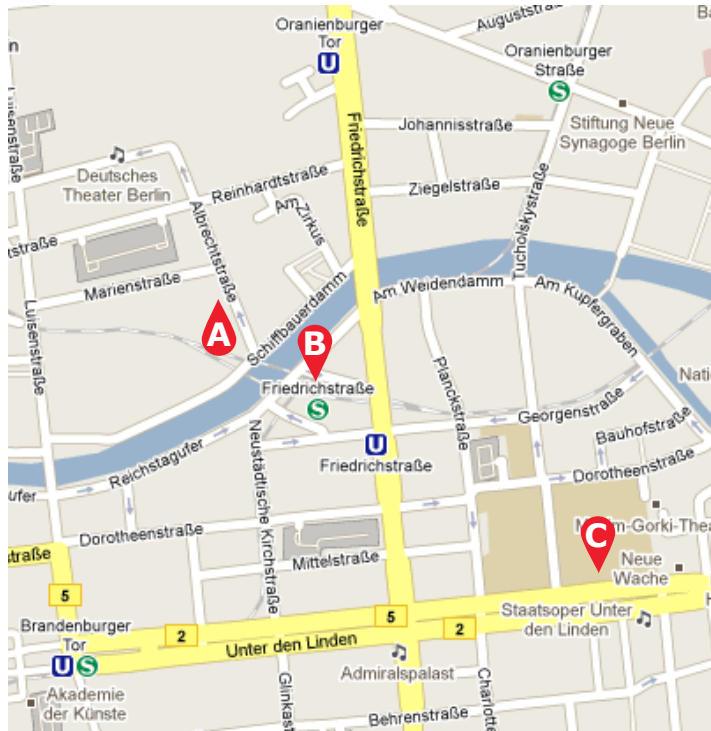 Oranienburger
Tor
U
Auguststraße
Oranienburger
Straße
S
Stiftung Neue
Synagoge Berlin
Luisenstraße
Johannisstraße
Friedrichstraße
Deutsches
Theater Berlin
Reinhardtstraße
Ziegelstraße
Am Zirkus
Albrechtstraße
Tucholskystraße
Marienstraße
Luisenstraße
Schiffbauerdamm
Am Weidendamm
Am Kupfergraben
A
B
Friedrichstraße
S
Planckstraße
Georgenstraße
Bauhofstraße
Reichstagufer
Neustädtische Kirchstraße
U
Friedrichstraße
Dorotheenstraße
Dorotheenstraße
C
Mittelstraße
Neue
Wache
5
5
2
2
Brandenburger
Tor
U
S
Unter den Linden
Staatsoper Unter
den Linden
Admiralspalast
Akademie
der Künste
Glinkast
Charlotte
Behrenstraße